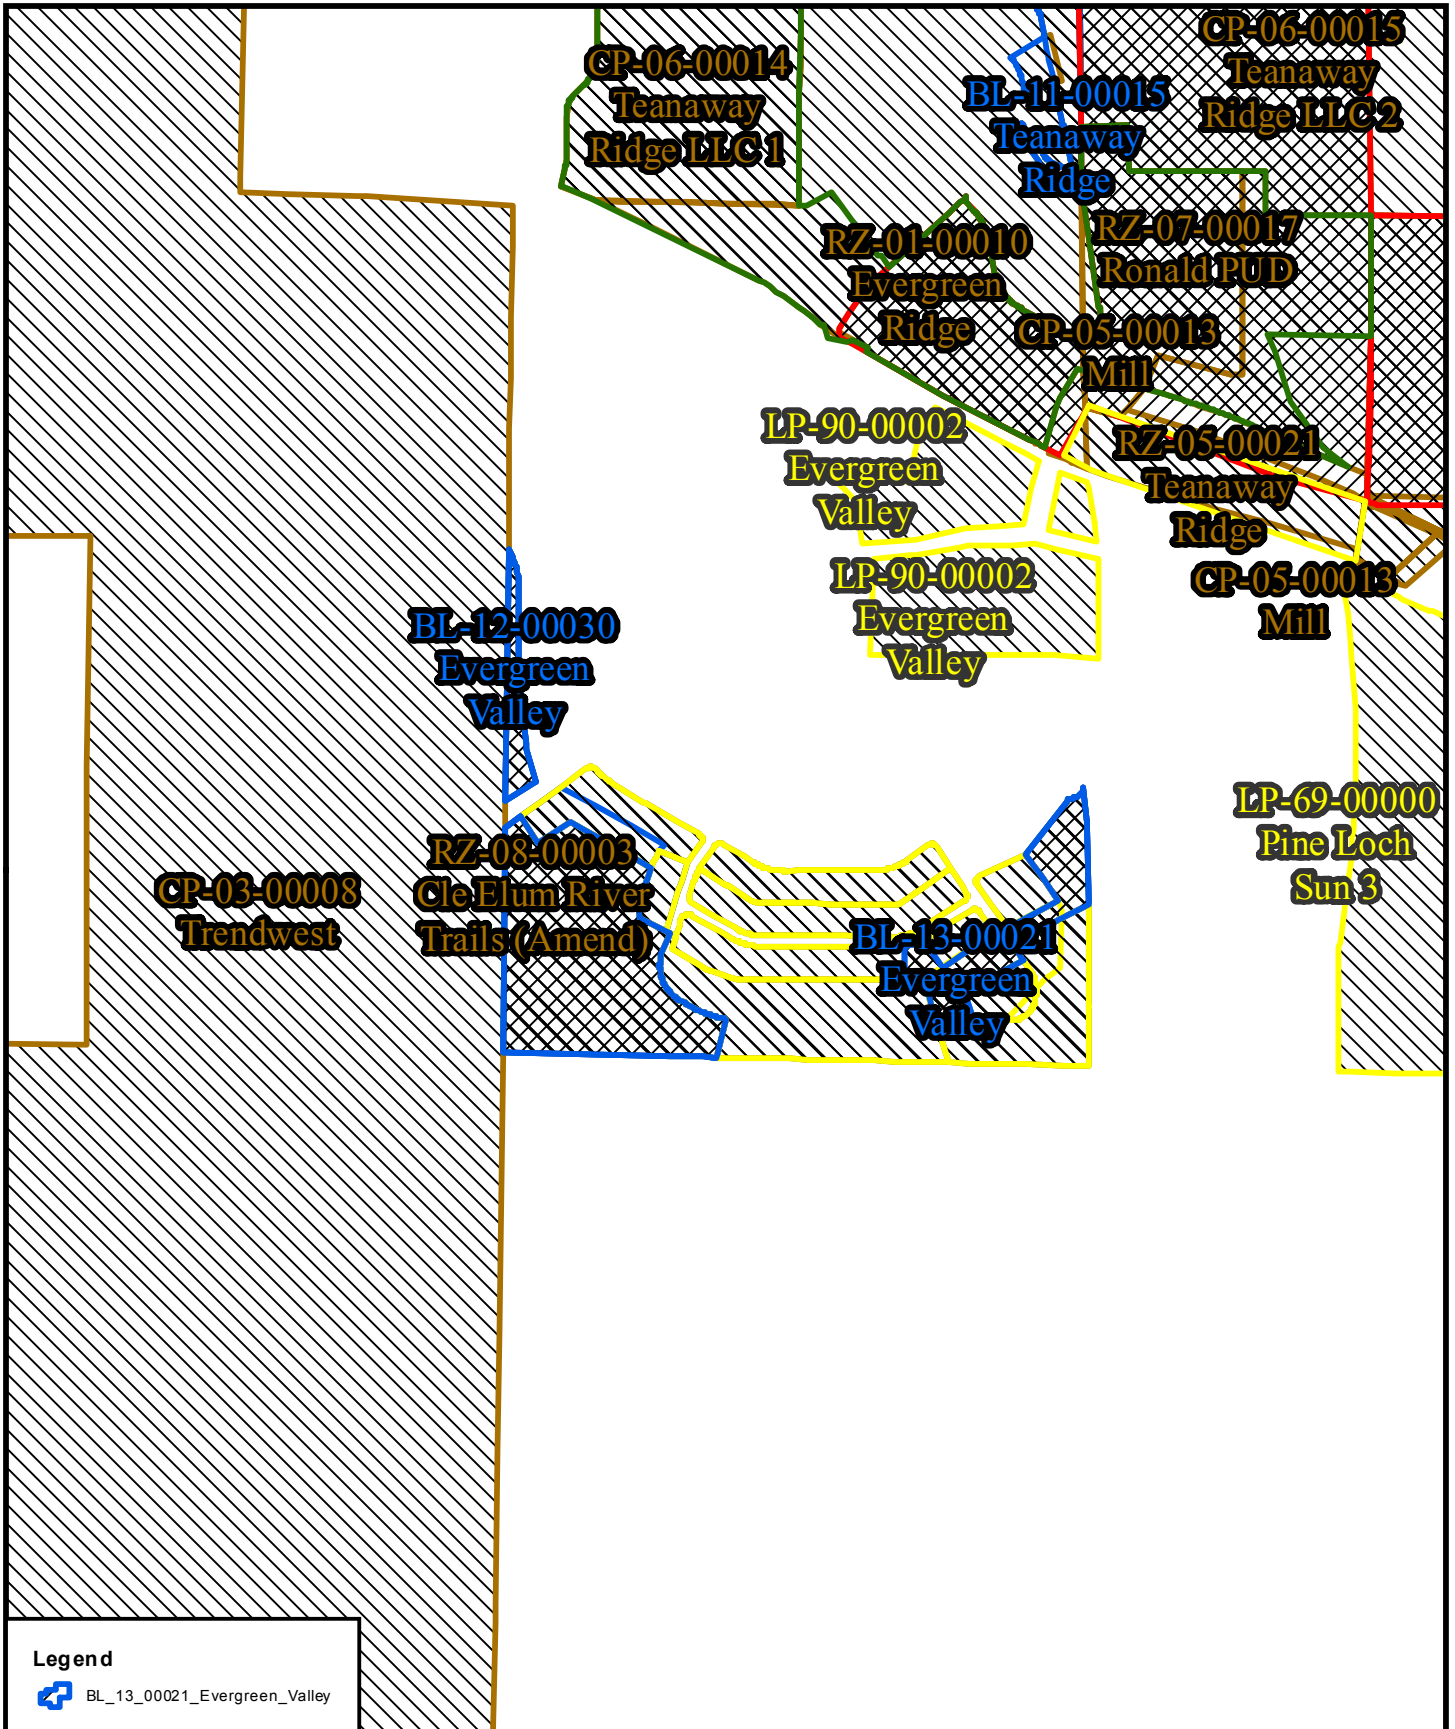 CP-06-00014
Teanaway
Ridge LLC 1
BL-11-00015
Teanaway
Ridge
CP-06-00015
Teanaway
Ridge LLC 2
RZ-01-00010
Evergreen
Ridge
RZ-07-00017
Ronald PUD
CP-05-00013
Mill
LP-90-00002
Evergreen
Valley
RZ-05-00021
Teanaway
Ridge
LP-90-00002
Evergreen
Valley
CP-05-00013
Mill
BL-12-00030
Evergreen
Valley
LP-69-00000
Pine Loch
Sun 3
RZ-08-00003
Cle Elum River
Trails (Amend)
CP-03-00008
Trendwest
BL-13-00021
Evergreen
Valley
Legend
BL_13_00021_Evergreen_Valley